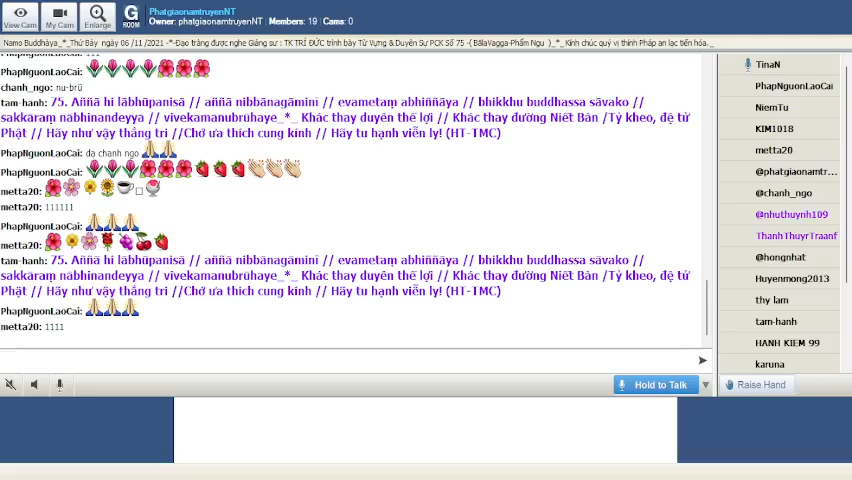 PhatgiaonamtruyenNT
Owner: phatgiaonamtruyenNT Members: 19 | Cams: 0
View Cam
My Cam
Enlarge
G
ROOM
Namo Buddhàya_*_Thứ Bảy ngày 06 /11 /2021 -*-Đạo tràng được nghe Giảng sư : TK TRÍ ĐỨC trình bày Từ Vựng & Duyên Sự PCK Số 75 -( BālaVagga-Phẩm Ngu )_*_Kính chúc quý vị thính Pháp an lạc tiến hóa._
PhapNguonLaoCai:
chanh_ngo: nu-brū
tam-hanh: 75. Aññā hi lābhūpanisā // aññā nibbānagāminī // evametaṃ abhiññāya // bhikkhu buddhassa sāvako //
sakkāraṃ nābhinandeyya // vivekamanubrūhaye_*_ Khác thay duyên thế lợi // Khác thay đường Niết Bàn /Tỳ kheo, đệ tử
Phật // Hãy như vậy thắng tri //Chớ ưa thích cung kính // Hãy tu hạnh viễn ly! (HT-TMC)
PhapNguonLaoCai: dạ chanh ngo
PhapNguonLaoCai:
metta20:
metta20: 111111
PhapNguonLaoCai:
metta20:
tam-hanh: 75. Aññā hi lābhūpanisā // aññā nibbānagāminī // evametaṃ abhiññāya // bhikkhu buddhassa sāvako //
sakkāraṃ nābhinandeyya // vivekamanubrūhaye_*_ Khác thay duyên thế lợi // Khác thay đường Niết Bàn /Tỳ kheo, đệ tử
Phật // Hãy như vậy thắng tri //Chớ ưa thích cung kính // Hãy tu hạnh viễn ly! (HT-TMC)
PhapNguonLaoCai:
metta20: 1111
Hold to Talk
TinaN
PhapNguonLaoCai
NiemTu
KIM1018
metta20
@phatgiaonamtr...
@chanh_ngo
@nhuthuynh109
ThanhThuyrTraanf
@hongnhat
Huyenmong2013
thy lam
tam-hanh
HANH KIEM 99
karuna
Raise Hand